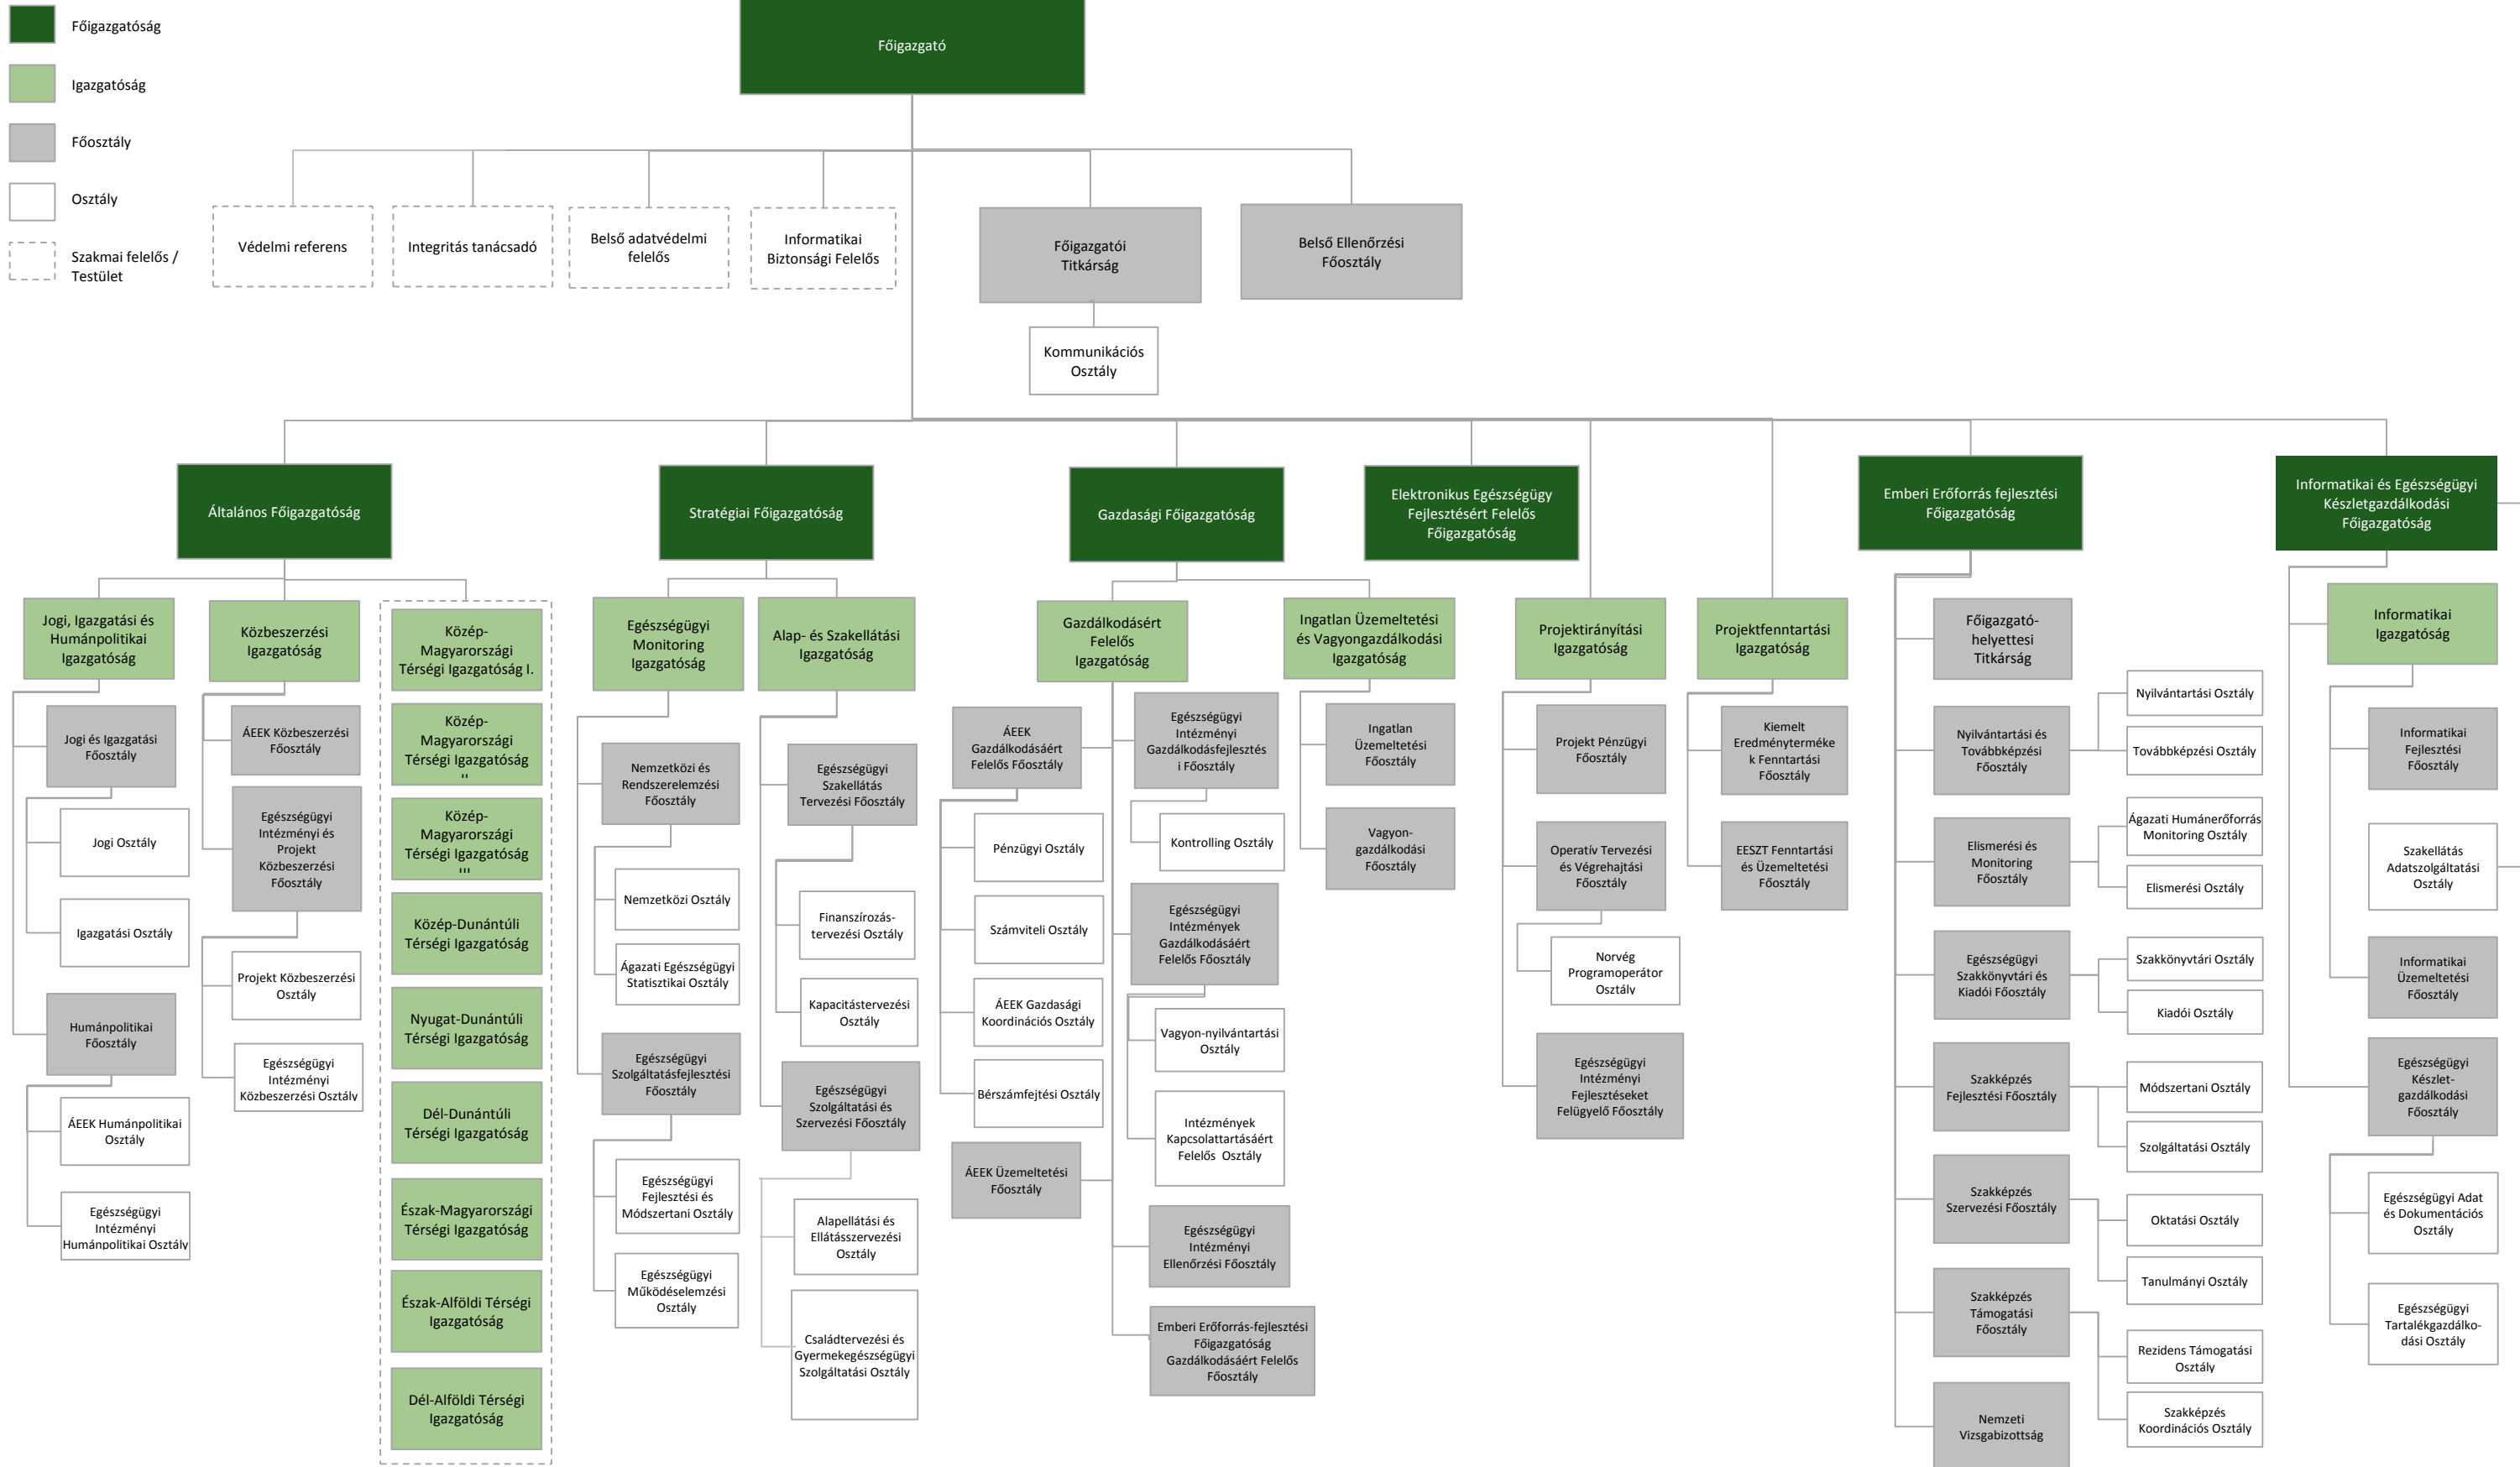 Főigazgatóság
Igazgatóság
Főosztály
Osztály
Szakmai felelős /
Testület
Főigazgató
Védelmi referens
Integritás tanácsadó
Belső adatvédelmi
felelős
Informatikai
Biztonsági Felelős
Főigazgatói
Titkárság
Belső Ellenőrzési
Főosztály
Kommunikációs
Osztály
Általános Főigazgatóság
Stratégiai Főigazgatóság
Gazdasági Főigazgatóság
Elektronikus Egészségügy
Fejlesztésért Felelős
Főigazgatóság
Emberi Erőforrás fejlesztési
Főigazgatóság
Informatikai és Egészségügyi
Készletgazdálkodási
Főigazgatóság
Jogi, Igazgatási és
Humánpolitikai
Igazgatóság
Jogi és Igazgatási
Főosztály
Jogi Osztály
Igazgatási Osztály
Humánpolitikai
Főosztály
ÁEEK Humánpolitikai
Osztály
Egészségügyi
Intézményi
Humánpolitikai Osztály
Közbeszerzési
Igazgatóság
ÁEEK Közbeszerzési
Főosztály
Egészségügyi
Intézményi és
Projekt
Közbeszerzési
Főosztály
Projekt Közbeszerzési
Osztály
Egészségügyi
Intézményi
Közbeszerzési Osztály
Közép-
Magyarországi
Térségi Igazgatóság I.
Közép-
Magyarországi
Térségi Igazgatóság
II
Közép-
Magyarországi
Térségi Igazgatóság
III
Közép-Dunántúli
Térségi Igazgatóság
Nyugat-Dunántúli
Térségi Igazgatóság
Dél-Dunántúli
Térségi Igazgatóság
Észak-Magyarországi
Térségi Igazgatóság
Észak-Alföldi Térségi
Igazgatóság
Dél-Alföldi Térségi
Igazgatóság
Egészségügyi
Monitoring
Igazgatóság
Nemzetközi és
Rendszerelemzési
Főosztály
Nemzetközi Osztály
Ágazati Egészségügyi
Statisztikai Osztály
Egészségügyi
Szolgáltatásfejlesztési
Főosztály
Egészségügyi
Fejlesztési és
Módszertani Osztály
Egészségügyi
Működéselemzési
Osztály
Alap- és Szakellátási
Igazgatóság
Egészségügyi
Szakellátás
Tervezési Főosztály
Finanszírozás-
tervezési Osztály
Kapacitástervezési
Osztály
Egészségügyi
Szolgáltatási és
Szervezési Főosztály
Alapellátási és
Ellátásszervezési
Osztály
Családtervezési és
Gyermekegészségügyi
Szolgáltatási Osztály
Gazdálkodásért
Felelős
Igazgatóság
ÁEEK
Gazdálkodásáért
Felelős Főosztály
Pénzügyi Osztály
Számviteli Osztály
ÁEEK Gazdasági
Koordinációs Osztály
Bérszámfejtési Osztály
ÁEEK Üzemeltetési
Főosztály
Egészségügyi
Intézményi
Gazdálkodásfejlesztés
i Főosztály
Kontrolling Osztály
Egészségügyi
Intézmények
Gazdálkodásáért
Felelős Főosztály
Vagyon-nyilvántartási
Osztály
Intézmények
Kapcsolattartásáért
Felelős Osztály
Egészségügyi
Intézményi
Ellenőrzési Főosztály
Emberi Erőforrás-fejlesztési
Főigazgatóság
Gazdálkodásáért Felelős
Főosztály
Ingatlan Üzemeltetési
és Vagyongazdálkodási
Igazgatóság
Ingatlan
Üzemeltetési
Főosztály
Vagyon-
gazdálkodási
Főosztály
Projektirányítási
Igazgatóság
Projekt Pénzügyi
Főosztály
Operatív Tervezési
és Végrehajtási
Főosztály
Norvég
Programoperátor
Osztály
Egészségügyi
Intézményi
Fejlesztéseket
Felügyelő Főosztály
Projektfenntartási
Igazgatóság
Kiemelt
Eredményterméke
k Fenntartási
Főosztály
EESZT Fenntartási
és Üzemeltetési
Főosztály
Főigazgató-
helyettesi
Titkárság
Nyilvántartási és
Továbbképzési
Főosztály
Nyilvántartási Osztály
Továbbképzési Osztály
Elismerési és
Monitoring
Főosztály
Ágazati Humánerőforrás
Monitoring Osztály
Elismerési Osztály
Egészségügyi
Szakkönyvtári és
Kiadói Főosztály
Szakkönyvtári Osztály
Kiadói Osztály
Szakképzés
Fejlesztési Főosztály
Módszertani Osztály
Szolgáltatási Osztály
Szakképzés
Szervezési Főosztály
Oktatási Osztály
Tanulmányi Osztály
Szakképzés
Támogatási
Főosztály
Rezidens Támogatási
Osztály
Szakképzés
Koordinációs Osztály
Nemzeti
Vizsgabizottság
Informatikai
Igazgatóság
Informatikai
Fejlesztési
Főosztály
Szakellátás
Adatszolgáltatási
Osztály
Informatikai
Üzemeltetési
Főosztály
Egészségügyi
Készlet-
gazdálkodási
Főosztály
Egészségügyi Adat
és Dokumentációs
Osztály
Egészségügyi
Tartalékgazdálko-
dási Osztály